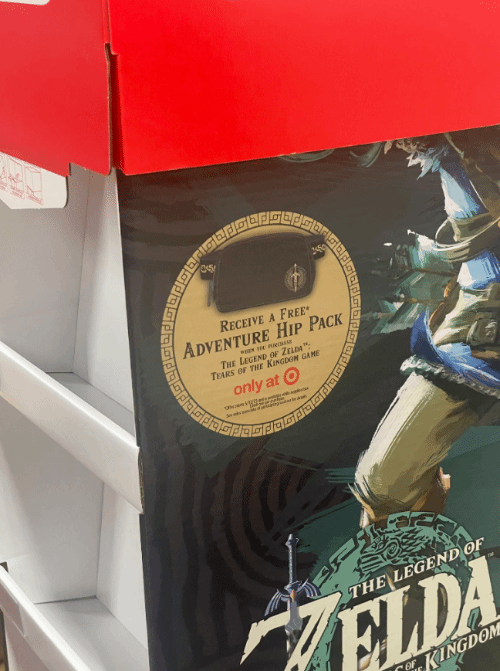 RECEIVE A FREE*
ADVENTURE HIP PACK
WHEN YOU PURCHASE
THE LEGEND OF ZELDA™:
TEARS OF THE KINGDOM GAME
only at
THE LEGEND OF
ZELDA
OF
KINGDOM